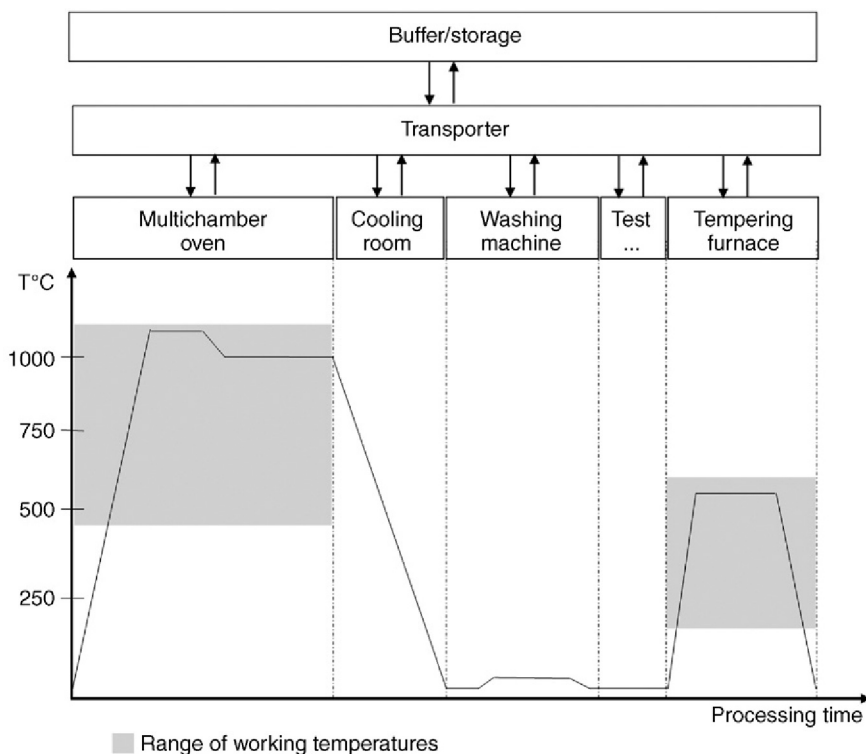 Buffer/storage
Transporter
Multichamber
oven
Cooling
room
Washing
machine
Test
...
Tempering
furnace
T°C
1000
750
500
250
Processing time
Range of working temperatures